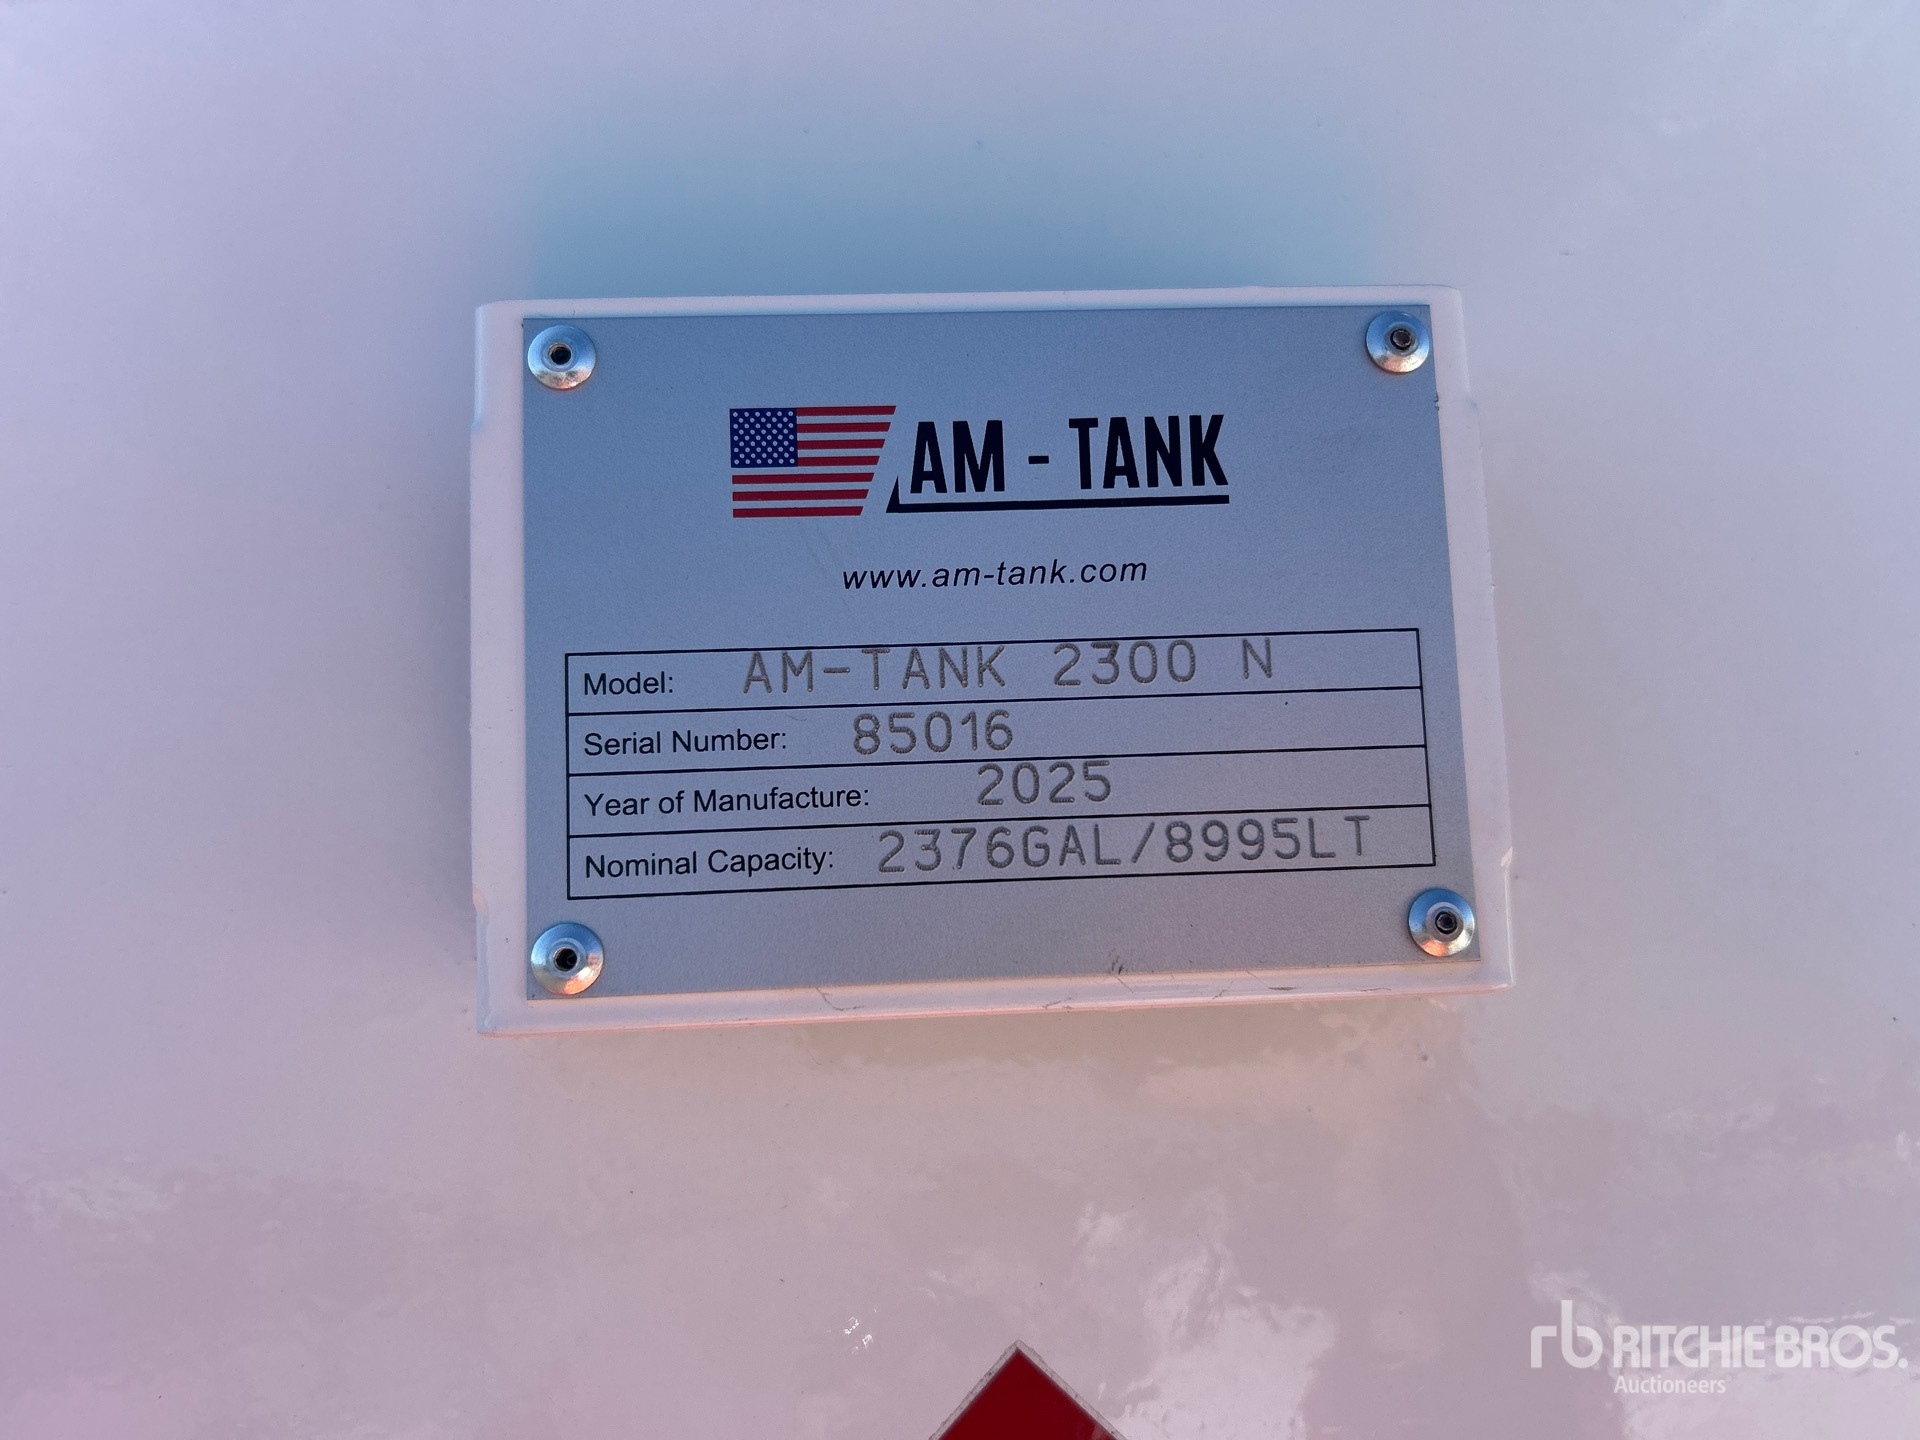 AM - TANK
www.am-tank.com
Model: AM-TANK 2300 N
Serial Number: 85016
Year of Manufacture: 2025
Nominal Capacity: 2376GAL/8995LT
rb RITCHIE BROS.
Auctioneers